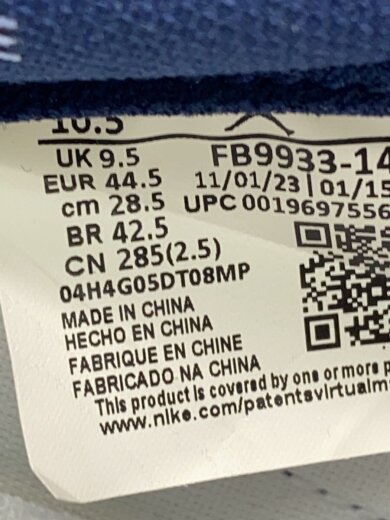 10.5
UK 9.5
EUR 44.5
cm 28.5
BR 42.5
CN 285(2.5)
FB9933-14
11/01/23 | 01/15
UPC 0019697556
04H4G05DT08MP
MADE IN CHINA
HECHO EN CHINA
FABRIQUE EN CHINE
FABRICADO NA CHINA
This product is covered by one or more p
www.nike.com/patentsvirtualm